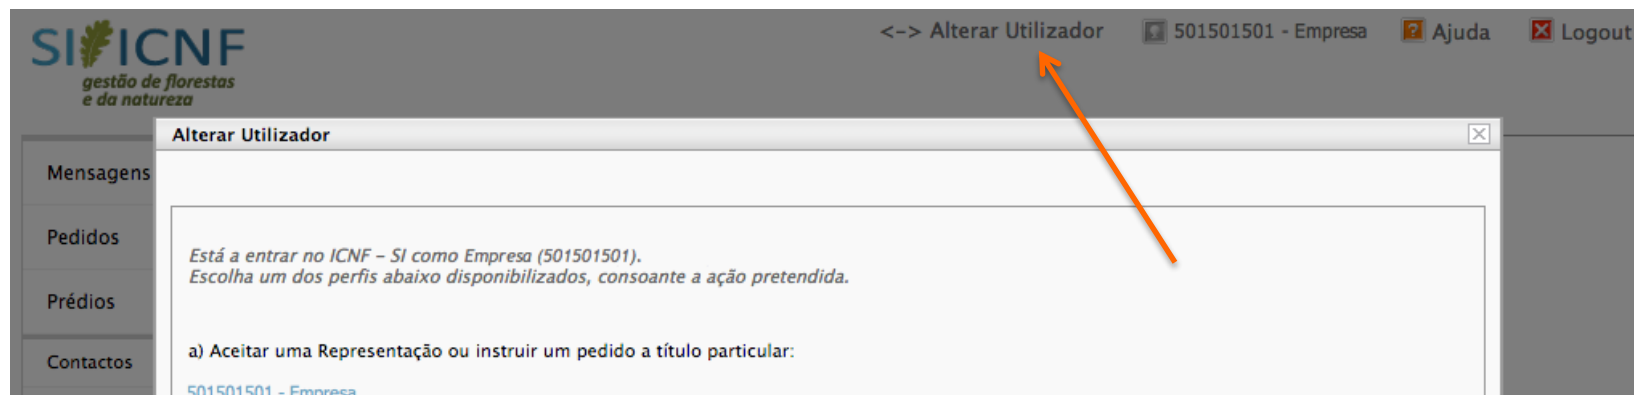 SI ICNF
gestão de florestas
e da natureza
<-> Alterar Utilizador
501501501 - Empresa
Ajuda
Logout
Alterar Utilizador
Mensagens
Pedidos
Prédios
Contactos
Está a entrar no ICNF – SI como Empresa (501501501).
Escolha um dos perfis abaixo disponibilizados, consoante a ação pretendida.
a) Aceitar uma Representação ou instruir um pedido a título particular:
501501501 - Empresa